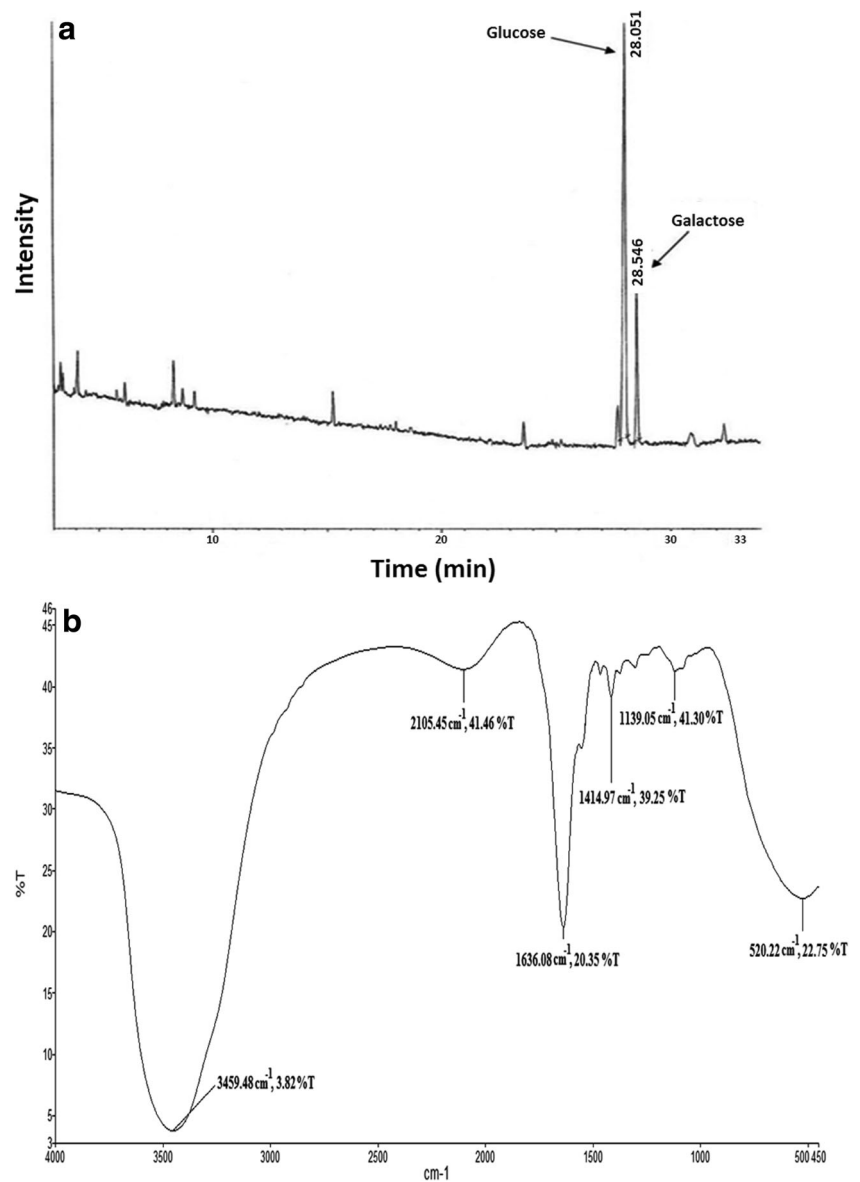 a
Glucose
28.051
Galactose
28.546
Intensity
10
20
30
33
Time (min)
b
46
45
40
35
30
25
20
15
10
5
3
%T
2105.45 cm-1, 41.46 %T
1139.05 cm-1, 41.30 %T
1414.97 cm-1, 39.25 %T
1636.08 cm-1, 20.35 %T
520.22 cm-1, 22.75 %T
3459.48 cm-1, 3.82 %T
4000
3500
3000
2500
2000
1500
1000
500
450
cm-1